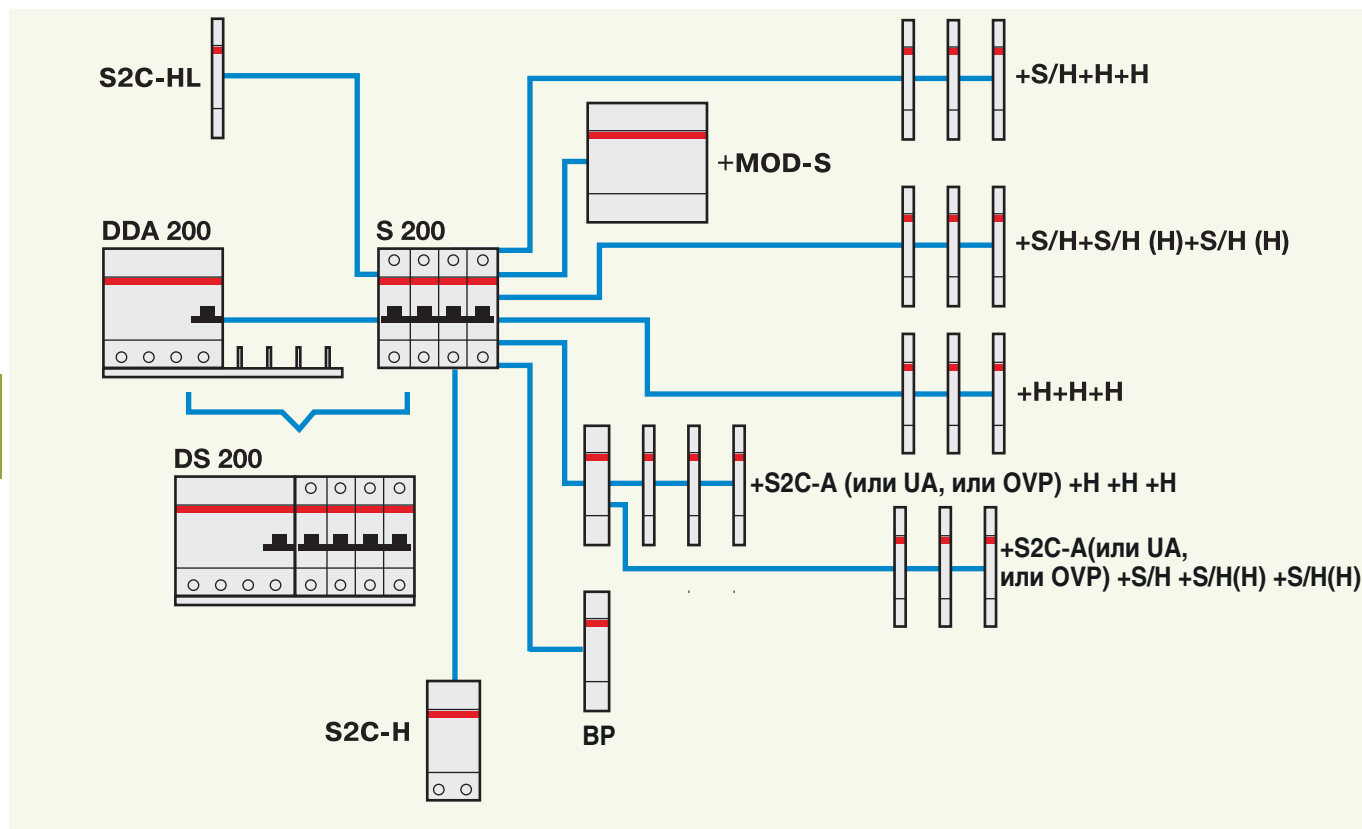 S2C-HL
+S/H+H+H
+MOD-S
DDA 200
S 200
+S/H+S/H (H)+S/H (H)
+H+H+H
DS 200
+S2C-A (или UA, или OVP) +H +H +H
+S2C-A(или UA,
или OVP) +S/H +S/H(H) +S/H(H)
S2C-H
BP